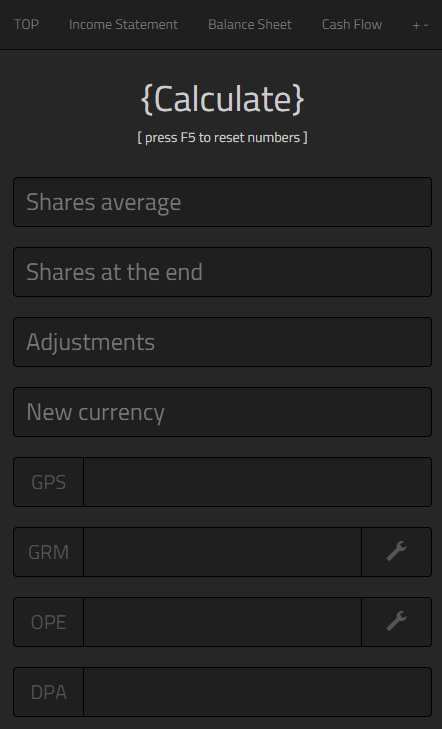 TOP Income Statement Balance Sheet Cash Flow + -
{Calculate}
[ press F5 to reset numbers ]
Shares average
Shares at the end
Adjustments
New currency
GPS
GRM
OPE
DPA